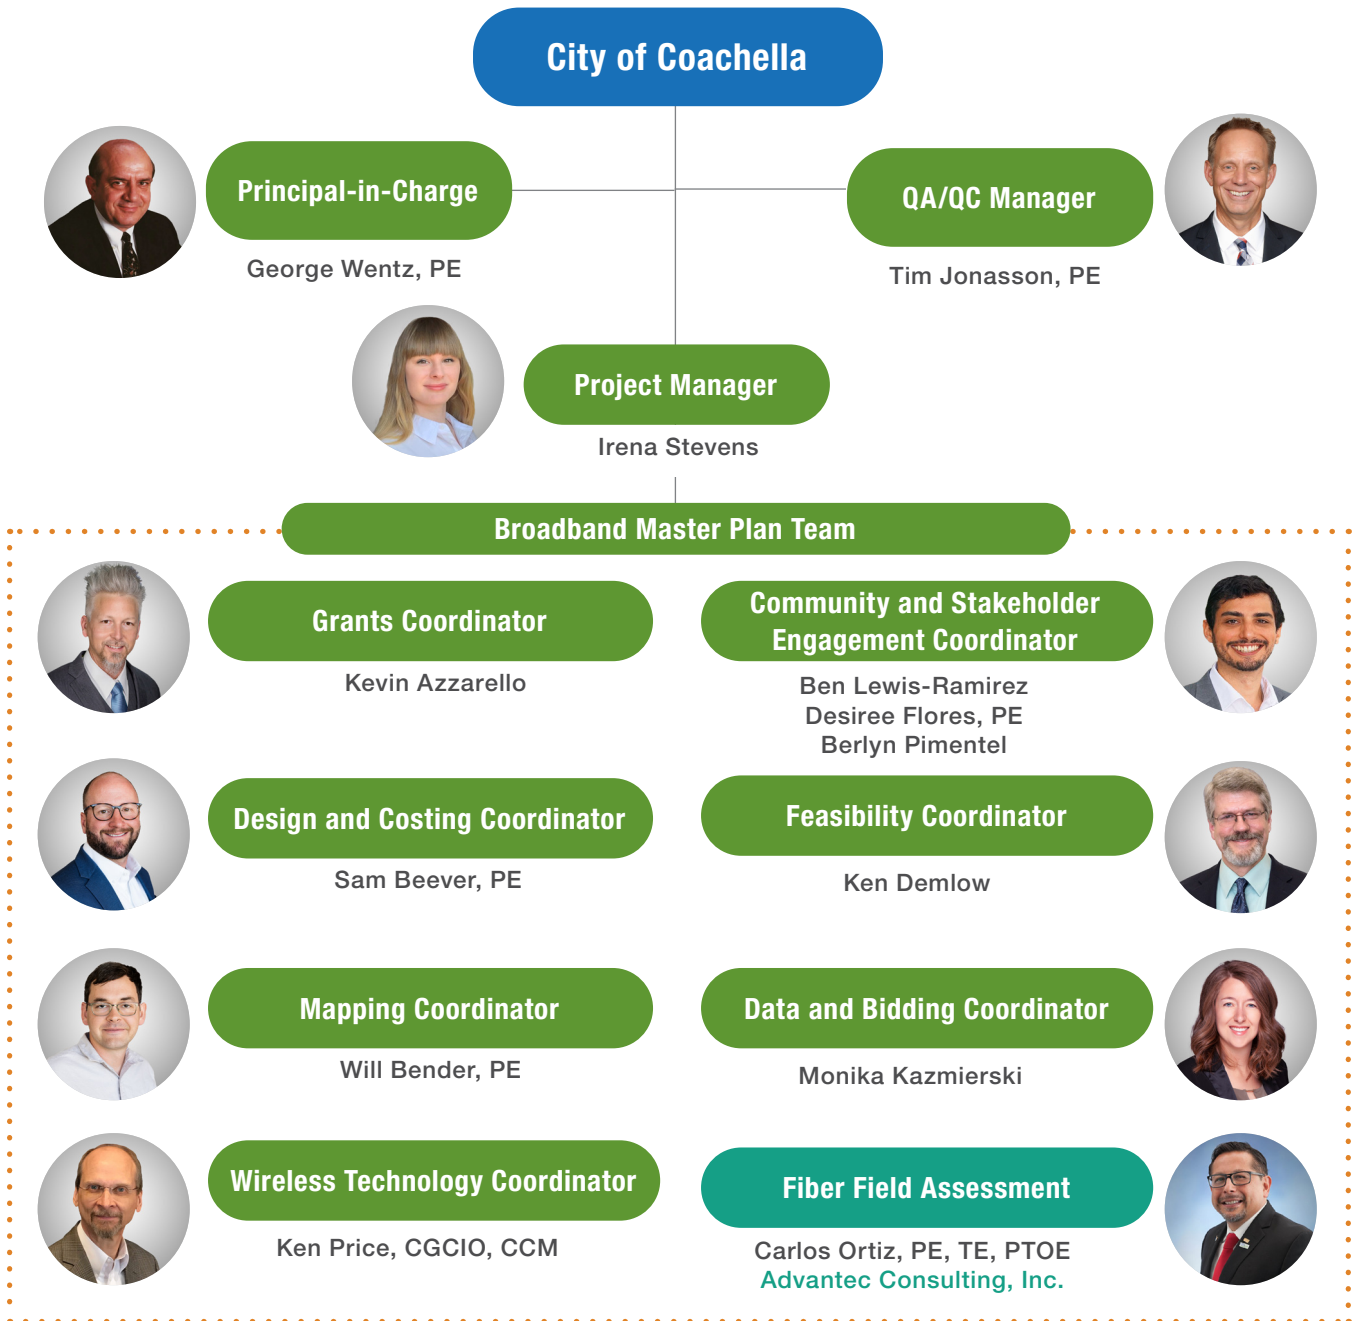 City of Coachella
Principal-in-Charge
George Wentz, PE
QA/QC Manager
Tim Jonasson, PE
Project Manager
Irena Stevens
Broadband Master Plan Team
Grants Coordinator
Kevin Azzarello
Community and Stakeholder
Engagement Coordinator
Ben Lewis-Ramirez
Desiree Flores, PE
Berlyn Pimentel
Design and Costing Coordinator
Sam Beever, PE
Feasibility Coordinator
Ken Demlow
Mapping Coordinator
Will Bender, PE
Data and Bidding Coordinator
Monika Kazmierski
Wireless Technology Coordinator
Ken Price, CGCIO, CCM
Fiber Field Assessment
Carlos Ortiz, PE, TE, PTOE
Advantec Consulting, Inc.